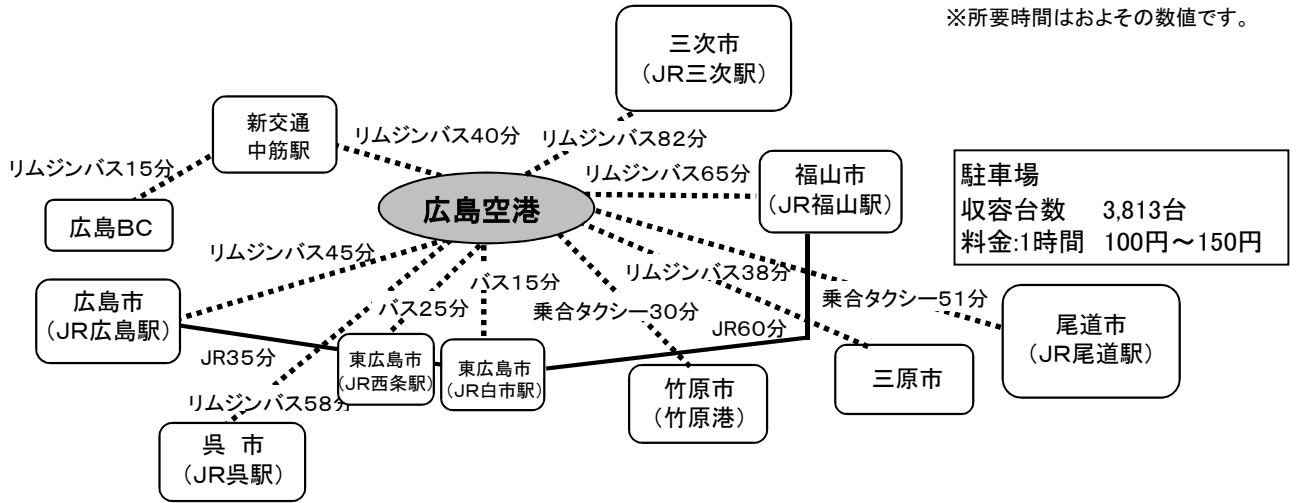 ※所要時間はおよその数値です。
三次市
(JR三次駅)
新交通
中筋駅
リムジンバス40分
リムジンバス82分
リムジンバス15分
リムジンバス65分
福山市
(JR福山駅)
駐車場
収容台数 3,813台
料金:1時間 100円～150円
広島空港
広島BC
リムジンバス45分
バス15分
リムジンバス38分
広島市
(JR広島駅)
バス25分
乗合タクシー30分
乗合タクシー51分
尾道市
(JR尾道駅)
JR35分
東広島市
(JR西条駅)
東広島市
(JR白市駅)
JR60分
竹原市
(竹原港)
三原市
リムジンバス58分
呉 市
(JR呉駅)